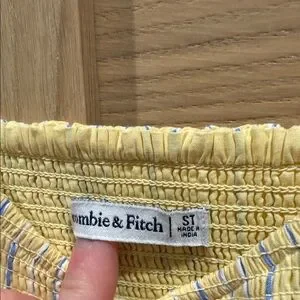 ombie & Fitch
ST
MADE IN
INDIA